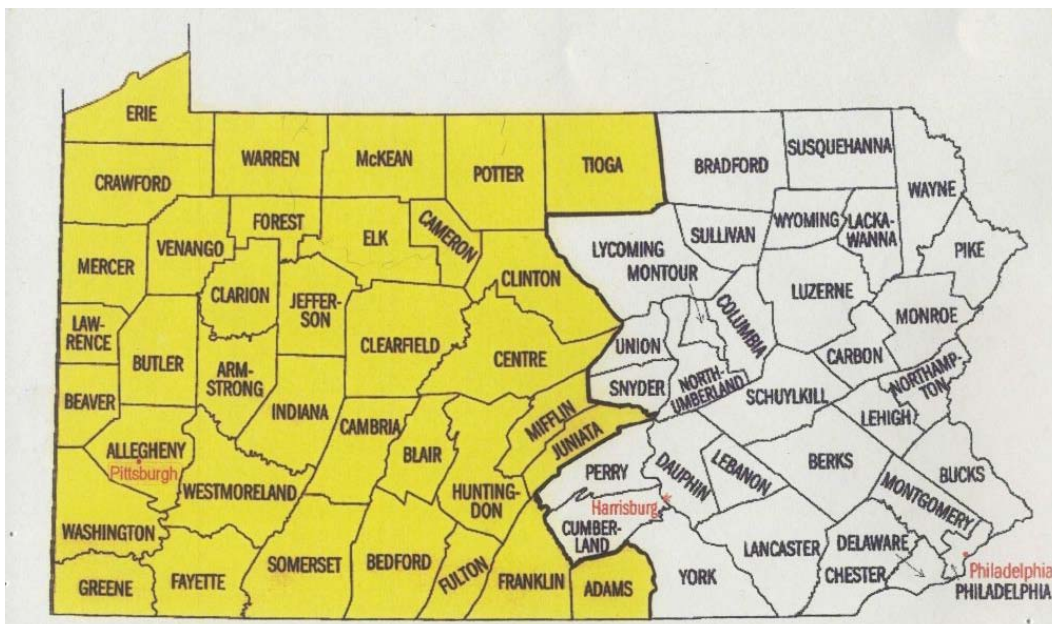 ERIE
WARREN
McKEAN
POTTER
TIOGA
BRADFORD
SUSQUEHANNA
WAYNE
CRAWFORD
FOREST
ELK
CAMERON
SULLIVAN
WYOMING
LACKA-
WANNA
PIKE
VENANGO
MERCER
CLARION
JEFFER-
SON
CLINTON
LYCOMING
MONTOUR
COLUMBIA
LUZERNE
MONROE
LAW-
RENCE
BUTLER
ARM-
STRONG
CLEARFIELD
CENTRE
UNION
SNYDER
NORTH-
UMBERLAND
CARBON
NORTHAMP-
TON
BEAVER
INDIANA
CAMBRIA
BLAIR
MIFFLIN
JUNIATA
SCHUYLKILL
LEHIGH
ALLEGHENY
Pittsburgh
WESTMORELAND
HUNTING-
DON
PERRY
DAUPHIN
LEBANON
BERKS
BUCKS
MONTGOMERY
Harrisburg
WASHINGTON
CUMBER-
LAND
GREENE
FAYETTE
SOMERSET
BEDFORD
FULTON
FRANKLIN
ADAMS
YORK
LANCASTER
CHESTER
DELAWARE
Philadelphia
PHILADELPHIA